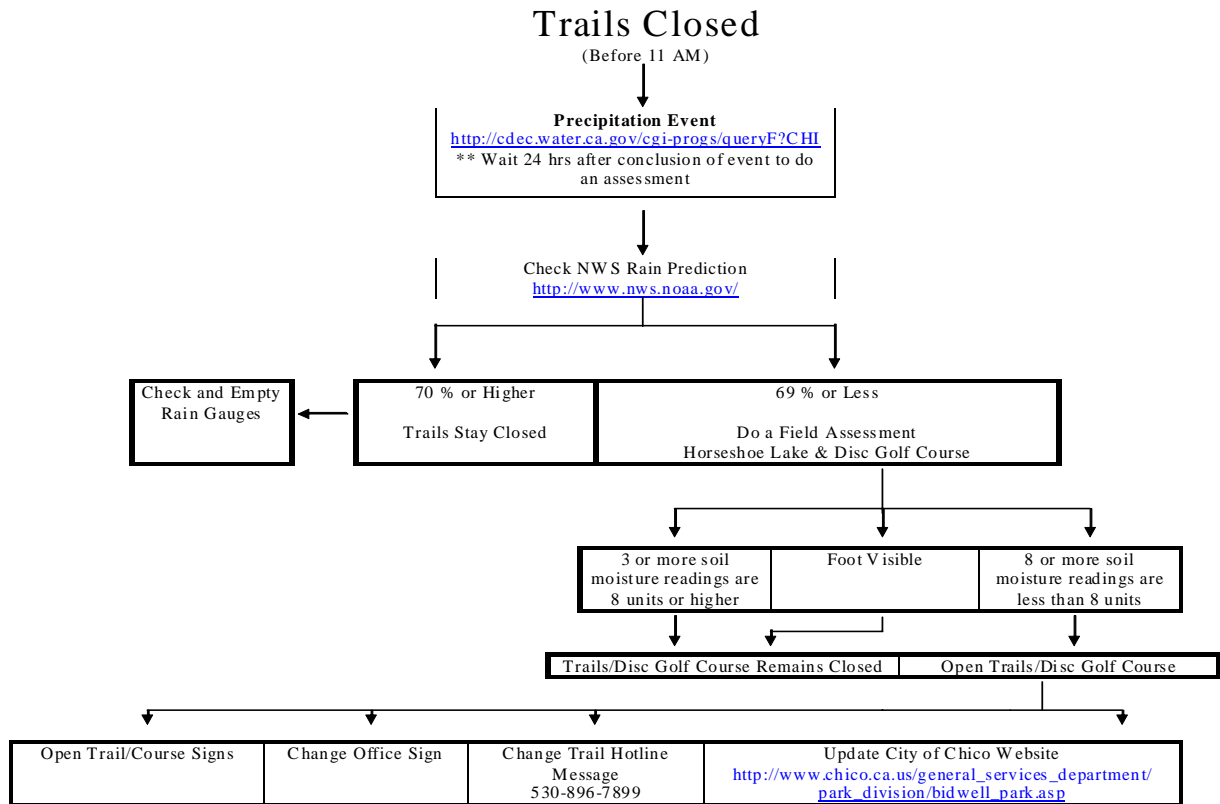 Trails Closed
(Before 11 AM)
Precipitation Event
http://cdec.water.ca.gov/cgi-progs/queryF?CHI
** Wait 24 hrs after conclusion of event to do
an assessment
Check NWS Rain Prediction
http://www.nws.noaa.gov/
Check and Empty
Rain Gauges
70 % or Higher
Trails Stay Closed
69 % or Less
Do a Field Assessment
Horseshoe Lake & Disc Golf Course
3 or more soil
moisture readings are
8 units or higher
Foot Visible
8 or more soil
moisture readings are
less than 8 units
Trails/Disc Golf Course Remains Closed
Open Trails/Disc Golf Course
Open Trail/Course Signs
Change Office Sign
Change Trail Hotline
Message
530-896-7899
Update City of Chico Website
http://www.chico.ca.us/general_services_department/
park_division/bidwell_park.asp